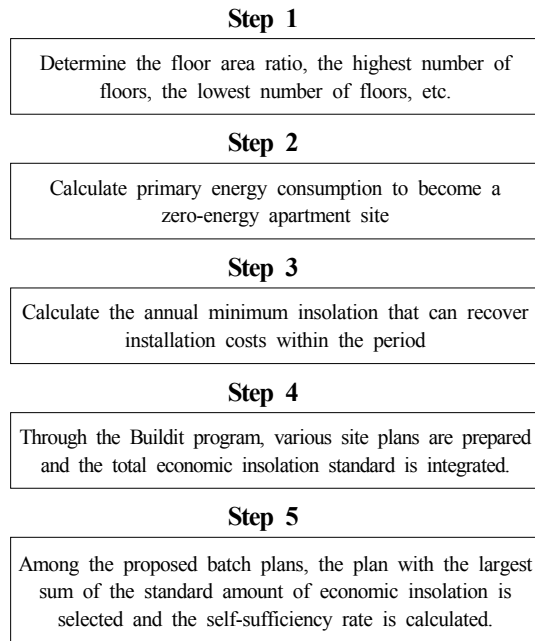 Step 1
Determine the floor area ratio, the highest number of
floors, the lowest number of floors, etc.
Step 2
Calculate primary energy consumption to become a
zero-energy apartment site
Step 3
Calculate the annual minimum insolation that can recover
installation costs within the period
Step 4
Through the Buildit program, various site plans are prepared
and the total economic insolation standard is integrated.
Step 5
Among the proposed batch plans, the plan with the largest
sum of the standard amount of economic insolation is
selected and the self-sufficiency rate is calculated.